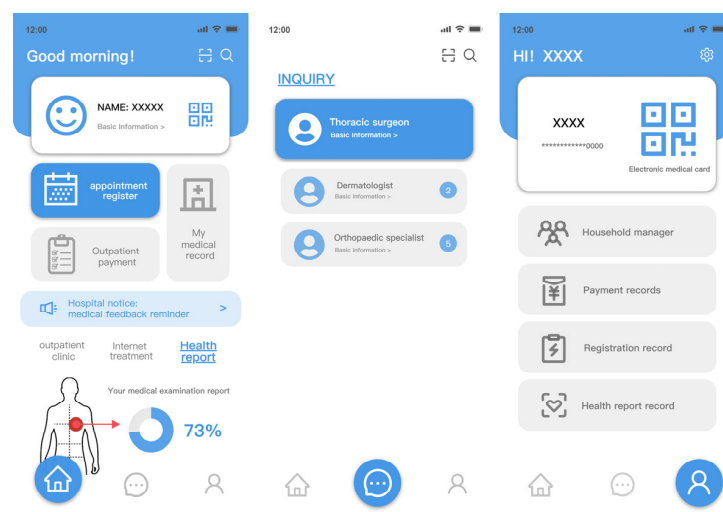 12:00
Good morning!
NAME: XXXXX
Basic Information >
appointment
register
Outpatient
payment
My
medical
record
Hospital notice:
medical feedback reminder
>
outpatient
clinic
Internet
treatment
Health
report
Your medical examination report
73%
12:00
INQUIRY
Thoracic surgeon
Basic Information >
Dermatologist
Basic Information >
2
Orthopaedic specialist
Basic Information >
5
12:00
HI! XXXX
XXXX
************0000
Electronic medical card
Household manager
Payment records
Registration record
Health report record